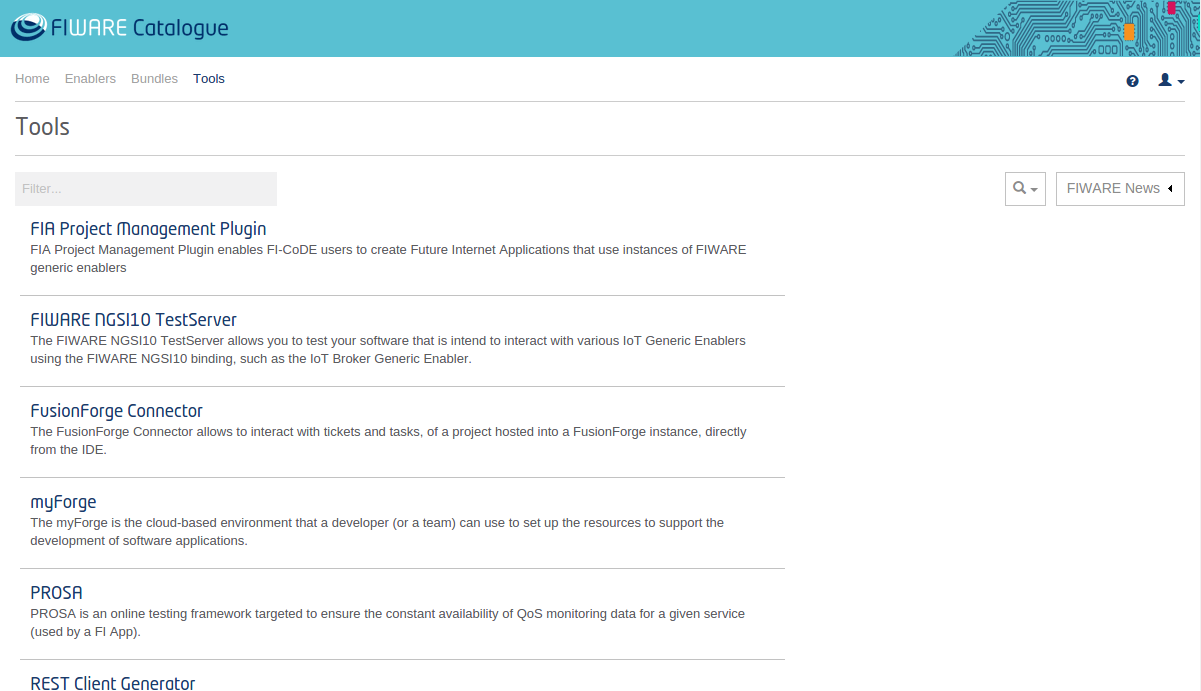 FIWARE Catalogue
Home Enablers Bundles Tools
Tools
Filter...
FIWARE News
FIA Project Management Plugin
FIA Project Management Plugin enables FI-CoDE users to create Future Internet Applications that use instances of FIWARE
generic enablers
FIWARE NGSI10 TestServer
The FIWARE NGSI10 TestServer allows you to test your software that is intend to interact with various IoT Generic Enablers
using the FIWARE NGSI10 binding, such as the IoT Broker Generic Enabler.
FusionForge Connector
The FusionForge Connector allows to interact with tickets and tasks, of a project hosted into a FusionForge instance, directly
from the IDE.
myForge
The myForge is the cloud-based environment that a developer (or a team) can use to set up the resources to support the
development of software applications.
PROSA
PROSA is an online testing framework targeted to ensure the constant availability of QoS monitoring data for a given service
(used by a FI App).
REST Client Generator